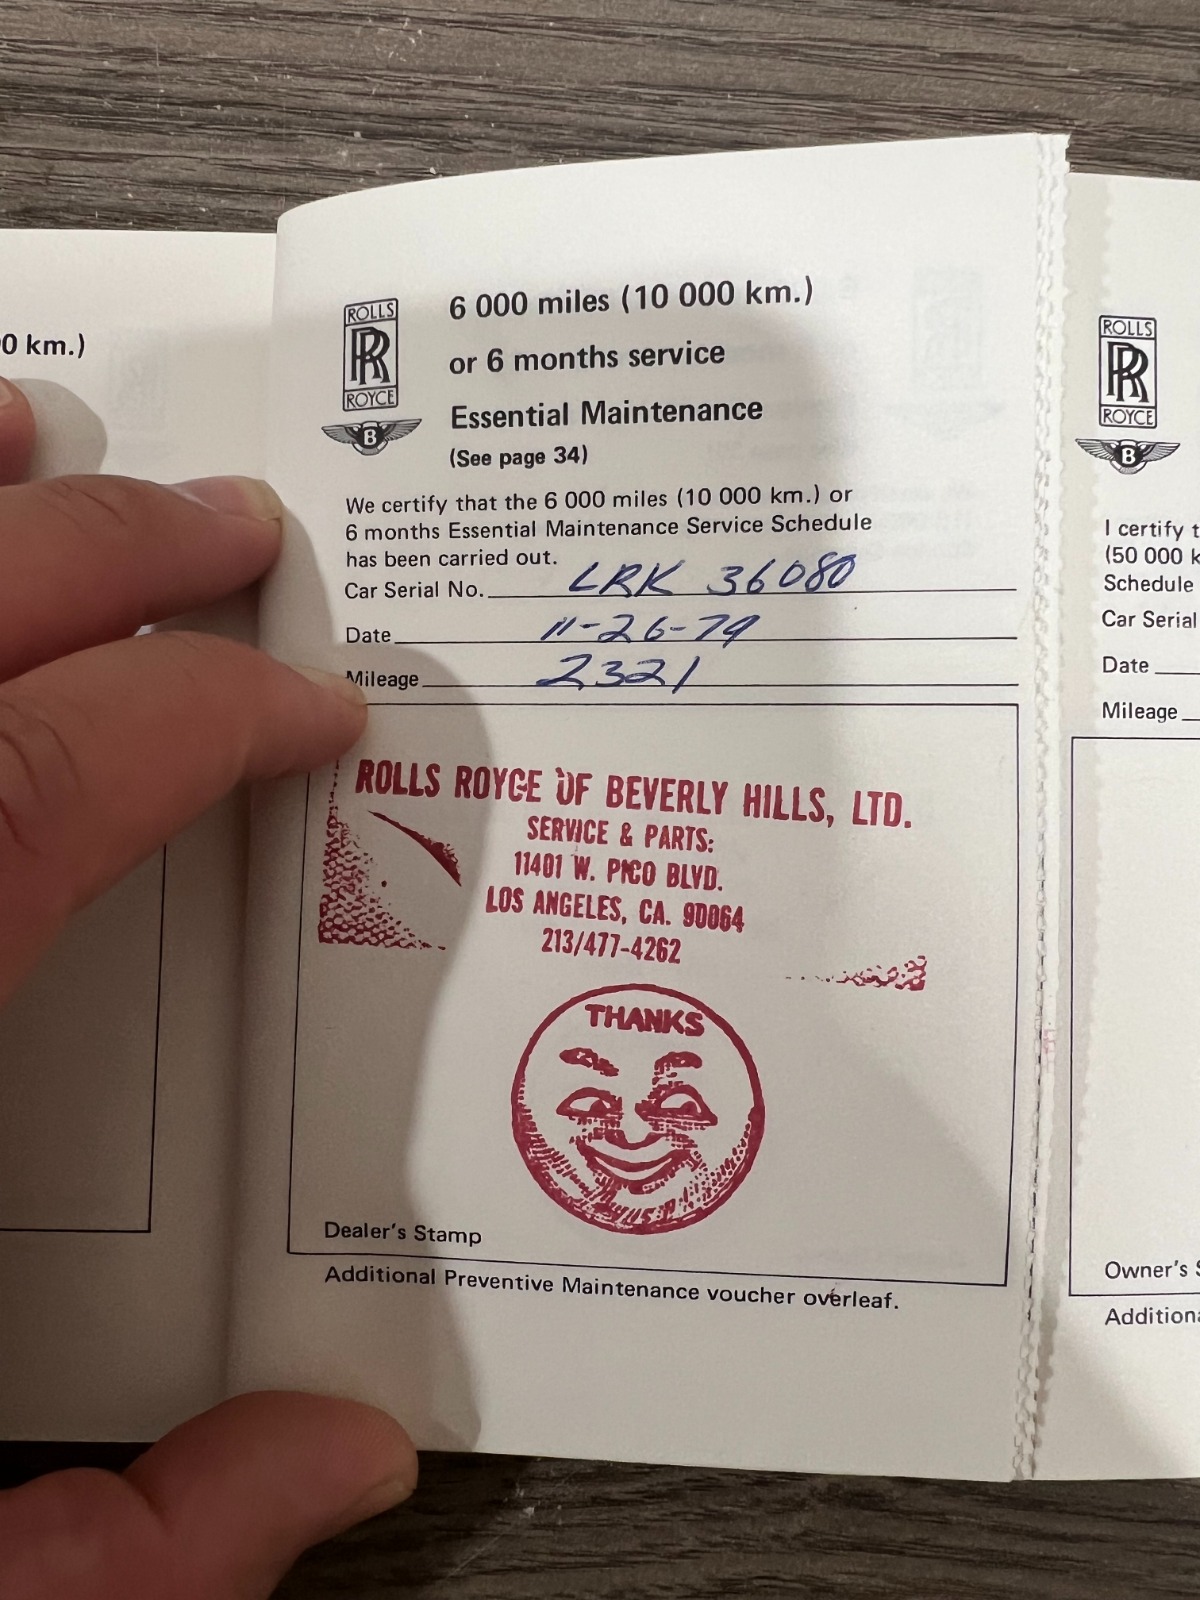 0 km.)
ROLLS
RR
ROYCE
B
6 000 miles (10 000 km.)
or 6 months service
Essential Maintenance
(See page 34)
We certify that the 6 000 miles (10 000 km.) or
6 months Essential Maintenance Service Schedule
has been carried out.
Car Serial No. LRK 36080
Date 11-26-79
Mileage 2321
ROLLS ROYCE OF BEVERLY HILLS, LTD.
SERVICE & PARTS:
11401 W. PICO BLVD.
LOS ANGELES, CA. 90064
213/477-4262
THANKS
Dealer's Stamp
Additional Preventive Maintenance voucher overleaf.
ROLLS
RR
ROYCE
B
I certify t
(50 000 k
Schedule
Car Serial
Date
Mileage
Owner's S
Additiona